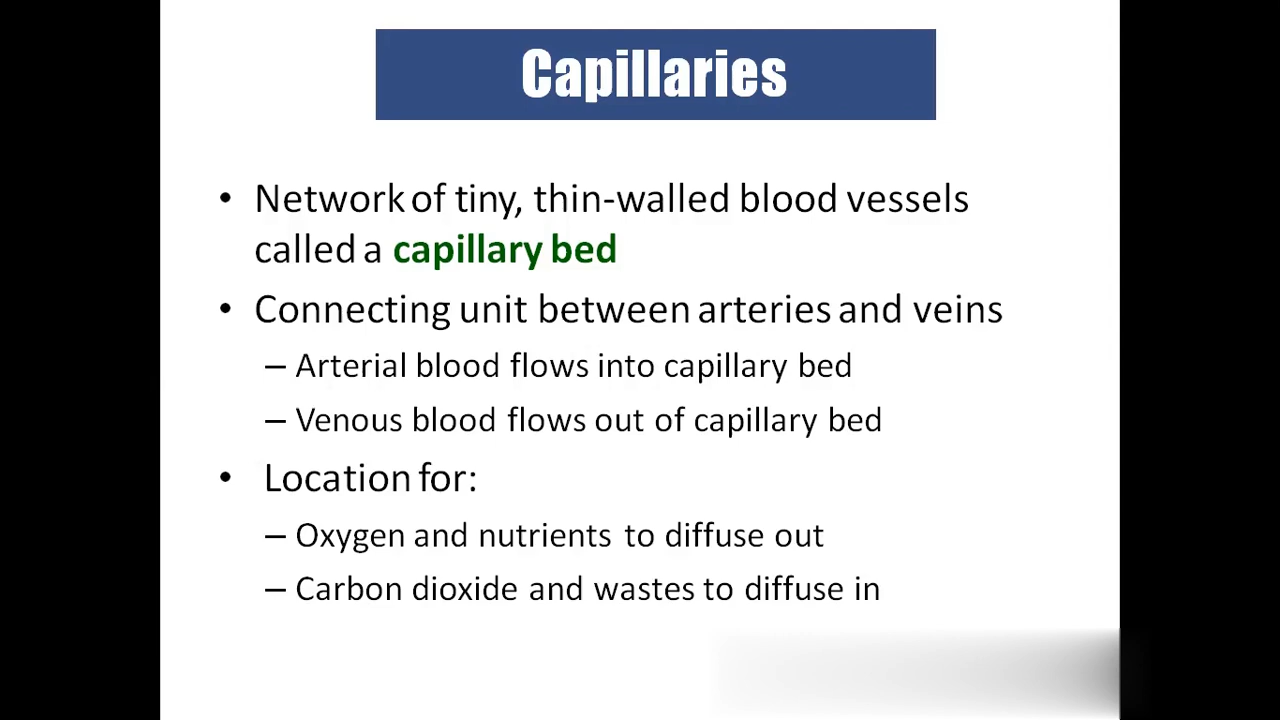 Capillaries
• Network of tiny, thin-walled blood vessels
called a capillary bed
• Connecting unit between arteries and veins
– Arterial blood flows into capillary bed
– Venous blood flows out of capillary bed
• Location for:
– Oxygen and nutrients to diffuse out
– Carbon dioxide and wastes to diffuse in